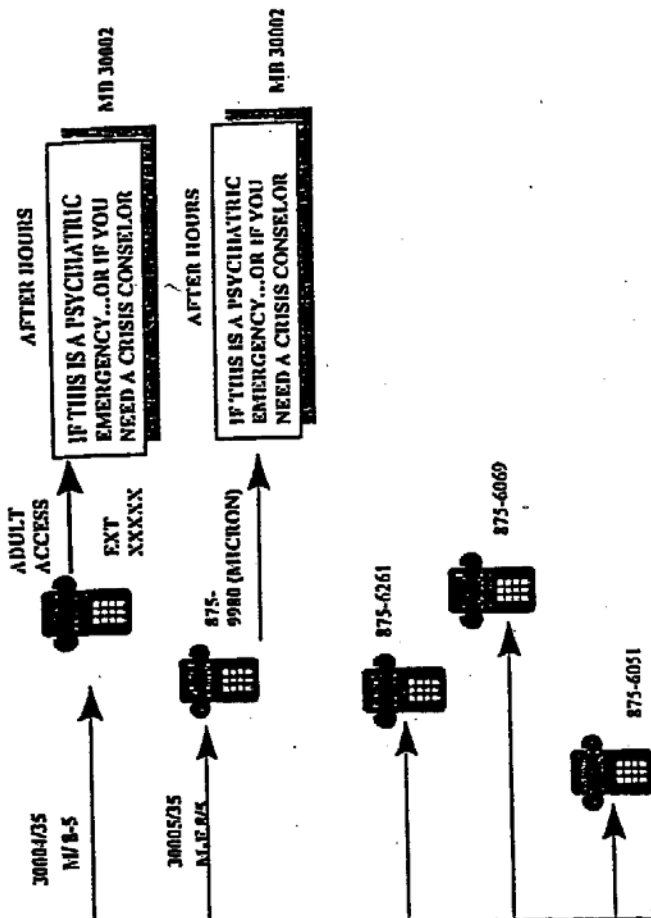 30004/35
M/ 8-5
ADULT
ACCESS
EXT
XXXXX
AFTER HOURS
IF THIS IS A PSYCHIATRIC
EMERGENCY...OR IF YOU
NEED A CRISIS CONSELOR
MB 30002
30005/35
M-F 8/5
875-
9980 (MICRON)
AFTER HOURS
IF THIS IS A PSYCHIATRIC
EMERGENCY...OR IF YOU
NEED A CRISIS CONSELOR
MB 30002
875-6261
875-6069
875-6051